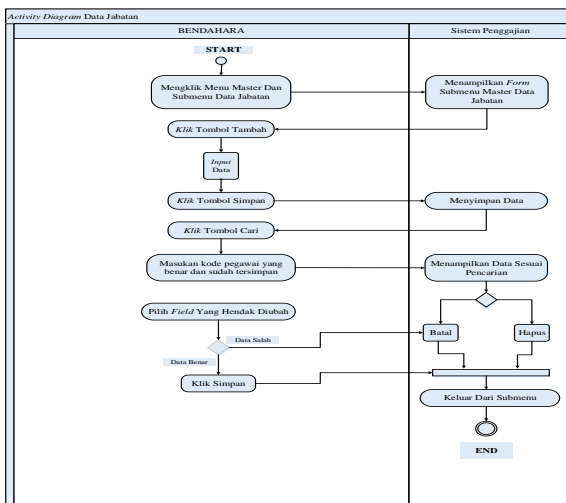 Activity Diagram Data Jabatan
BENDAHARA
Sistem Penggajian
START
Mengklik Menu Master Dan
Submenu Data Jabatan
Menampilkan Form
Submenu Master Data
Jabatan
Klik Tombol Tambah
Input
Data
Klik Tombol Simpan
Menyimpan Data
Klik Tombol Cari
Masukan kode pegawai yang
benar dan sudah tersimpan
Menampilkan Data Sesuai
Pencarian
Pilih Field Yang Hendak Diubah
Data Salah
Batal
Hapus
Data Benar
Klik Simpan
Keluar Dari Submenu
END